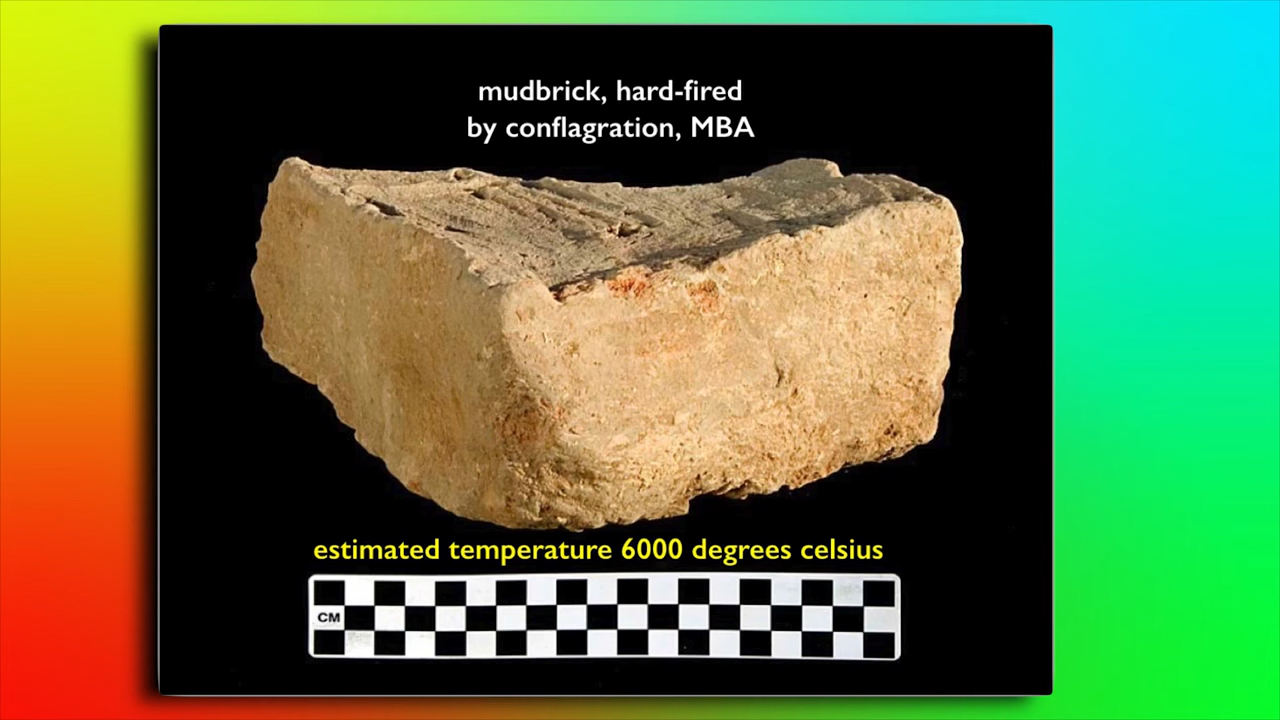 mudbrick, hard-fired
by conflagration, MBA
estimated temperature 6000 degrees celsius
CM